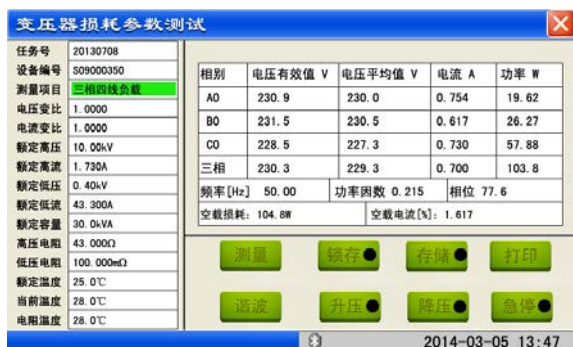 变压器损耗参数测试
任务号 20130708
设备编号 S09000350
测量项目 三相四线负载
电压变比 1.0000
电流变比 1.0000
额定高压 10.00kV
额定高流 1.730A
额定低压 0.40kV
额定低流 43.300A
额定容量 30.0kVA
高压电阻 43.000Ω
低压电阻 100.000mΩ
额定温度 25.0℃
当前温度 28.0℃
电阻温度 28.0℃
相别 电压有效值 V 电压平均值 V 电流 A 功率 W
AO 230.9 230.0 0.754 19.62
BO 231.5 230.5 0.617 26.27
CO 228.5 227.3 0.730 57.88
三相 230.3 229.3 0.700 103.8
频率[Hz] 50.00 功率因数 0.215 相位 77.6
空载损耗: 104.8W 空载电流[%]: 1.617
测量 锁存 存储 打印
谐波 升压 降压 急停
2014-03-05 13:47